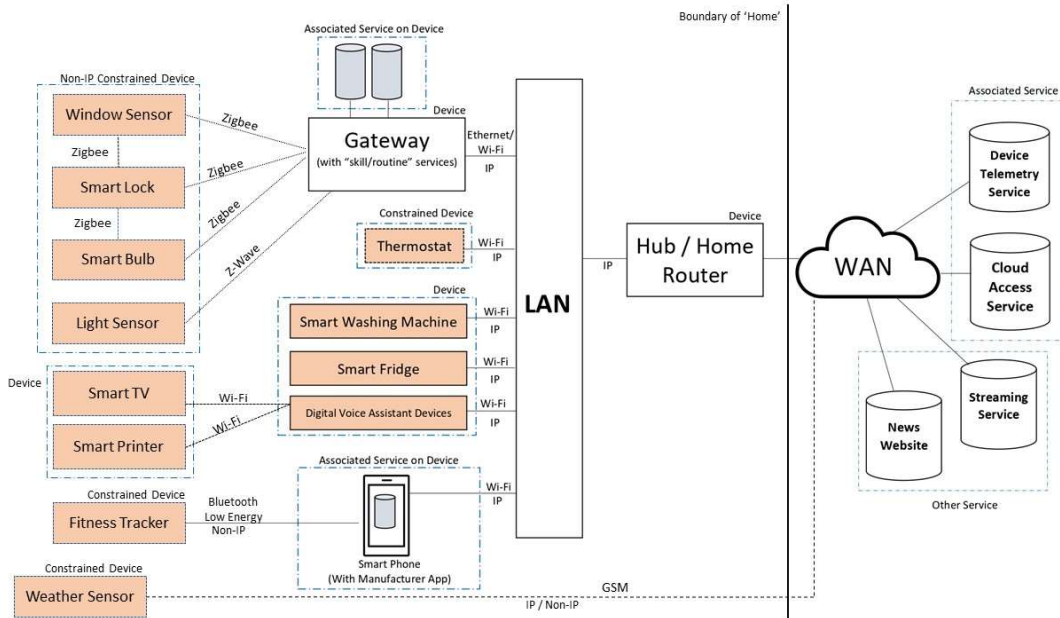 Boundary of ‘Home’
Associated Service on Device
Non-IP Constrained Device
Window Sensor
Zigbee
Smart Lock
Zigbee
Smart Bulb
Light Sensor
Zigbee
Zigbee
Zigbee
Z-Wave
Device
Gateway
(with “skill/routine” services)
Ethernet/
Wi-Fi
IP
Constrained Device
Thermostat
Wi-Fi
IP
Device
Smart Washing Machine
Wi-Fi
IP
Smart Fridge
Wi-Fi
IP
Digital Voice Assistant Devices
Wi-Fi
IP
Device
Smart TV
Wi-Fi
Smart Printer
Wi-Fi
Associated Service on Device
Wi-Fi
IP
Smart Phone
(With Manufacturer App)
Constrained Device
Fitness Tracker
Bluetooth
Low Energy
Non-IP
Constrained Device
Weather Sensor
GSM
IP / Non-IP
LAN
IP
Device
Hub / Home
Router
WAN
Associated Service
Device
Telemetry
Service
Cloud
Access
Service
Streaming
Service
News
Website
Other Service